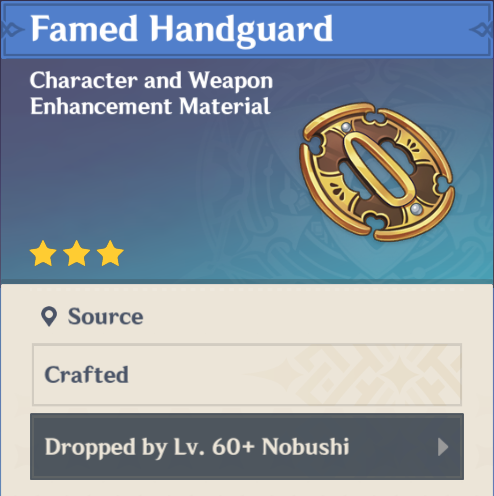 Famed Handguard
Character and Weapon
Enhancement Material
Source
Crafted
Dropped by Lv. 60+ Nobushi